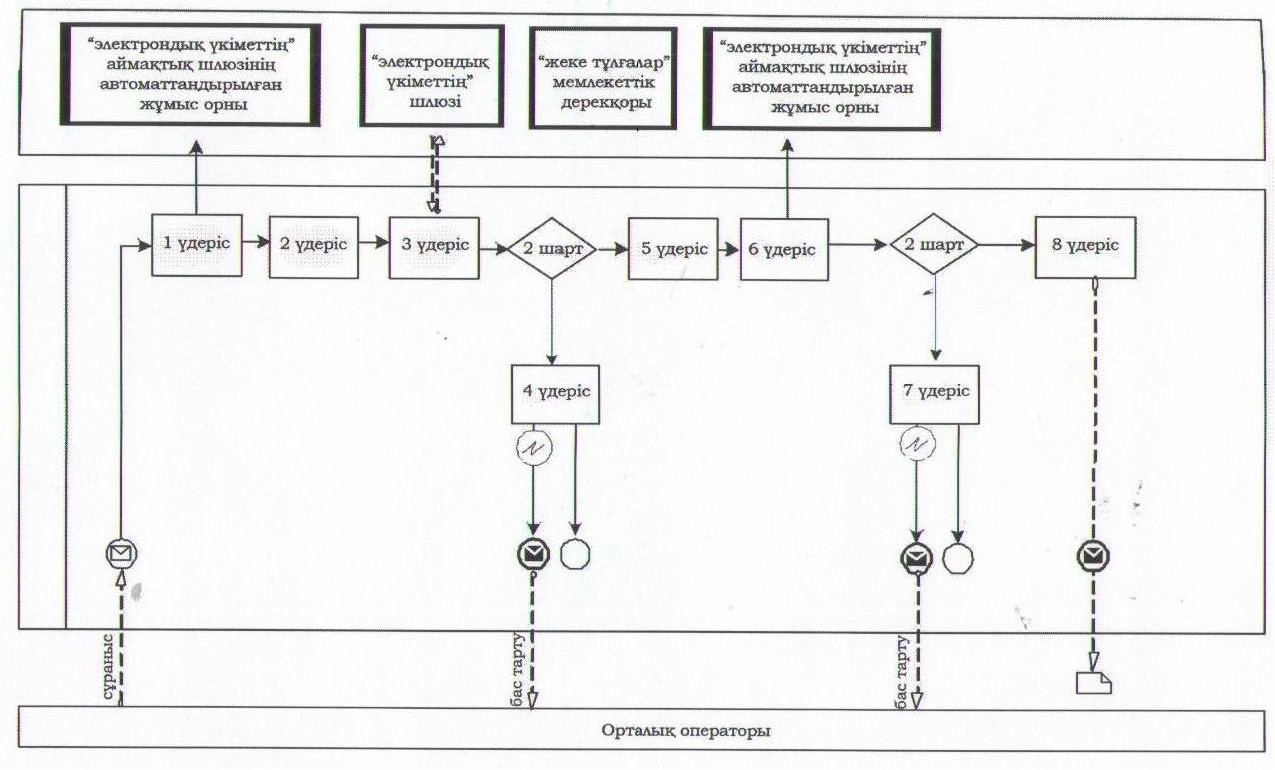 “электрондық үкіметтің”
аймақтық шлюзінің
автоматтандырылған
жұмыс орны
“электрондық
үкіметтің”
шлюзі
“жеке тұлғалар”
мемлекеттік
дерекқоры
“электрондық үкіметтің”
аймақтық шлюзінің
автоматтандырылған
жұмыс орны
1 үдеріс
2 үдеріс
3 үдеріс
2 шарт
5 үдеріс
6 үдеріс
2 шарт
8 үдеріс
4 үдеріс
7 үдеріс
сұраныс
бас тарту
бас тарту
Орталық операторы